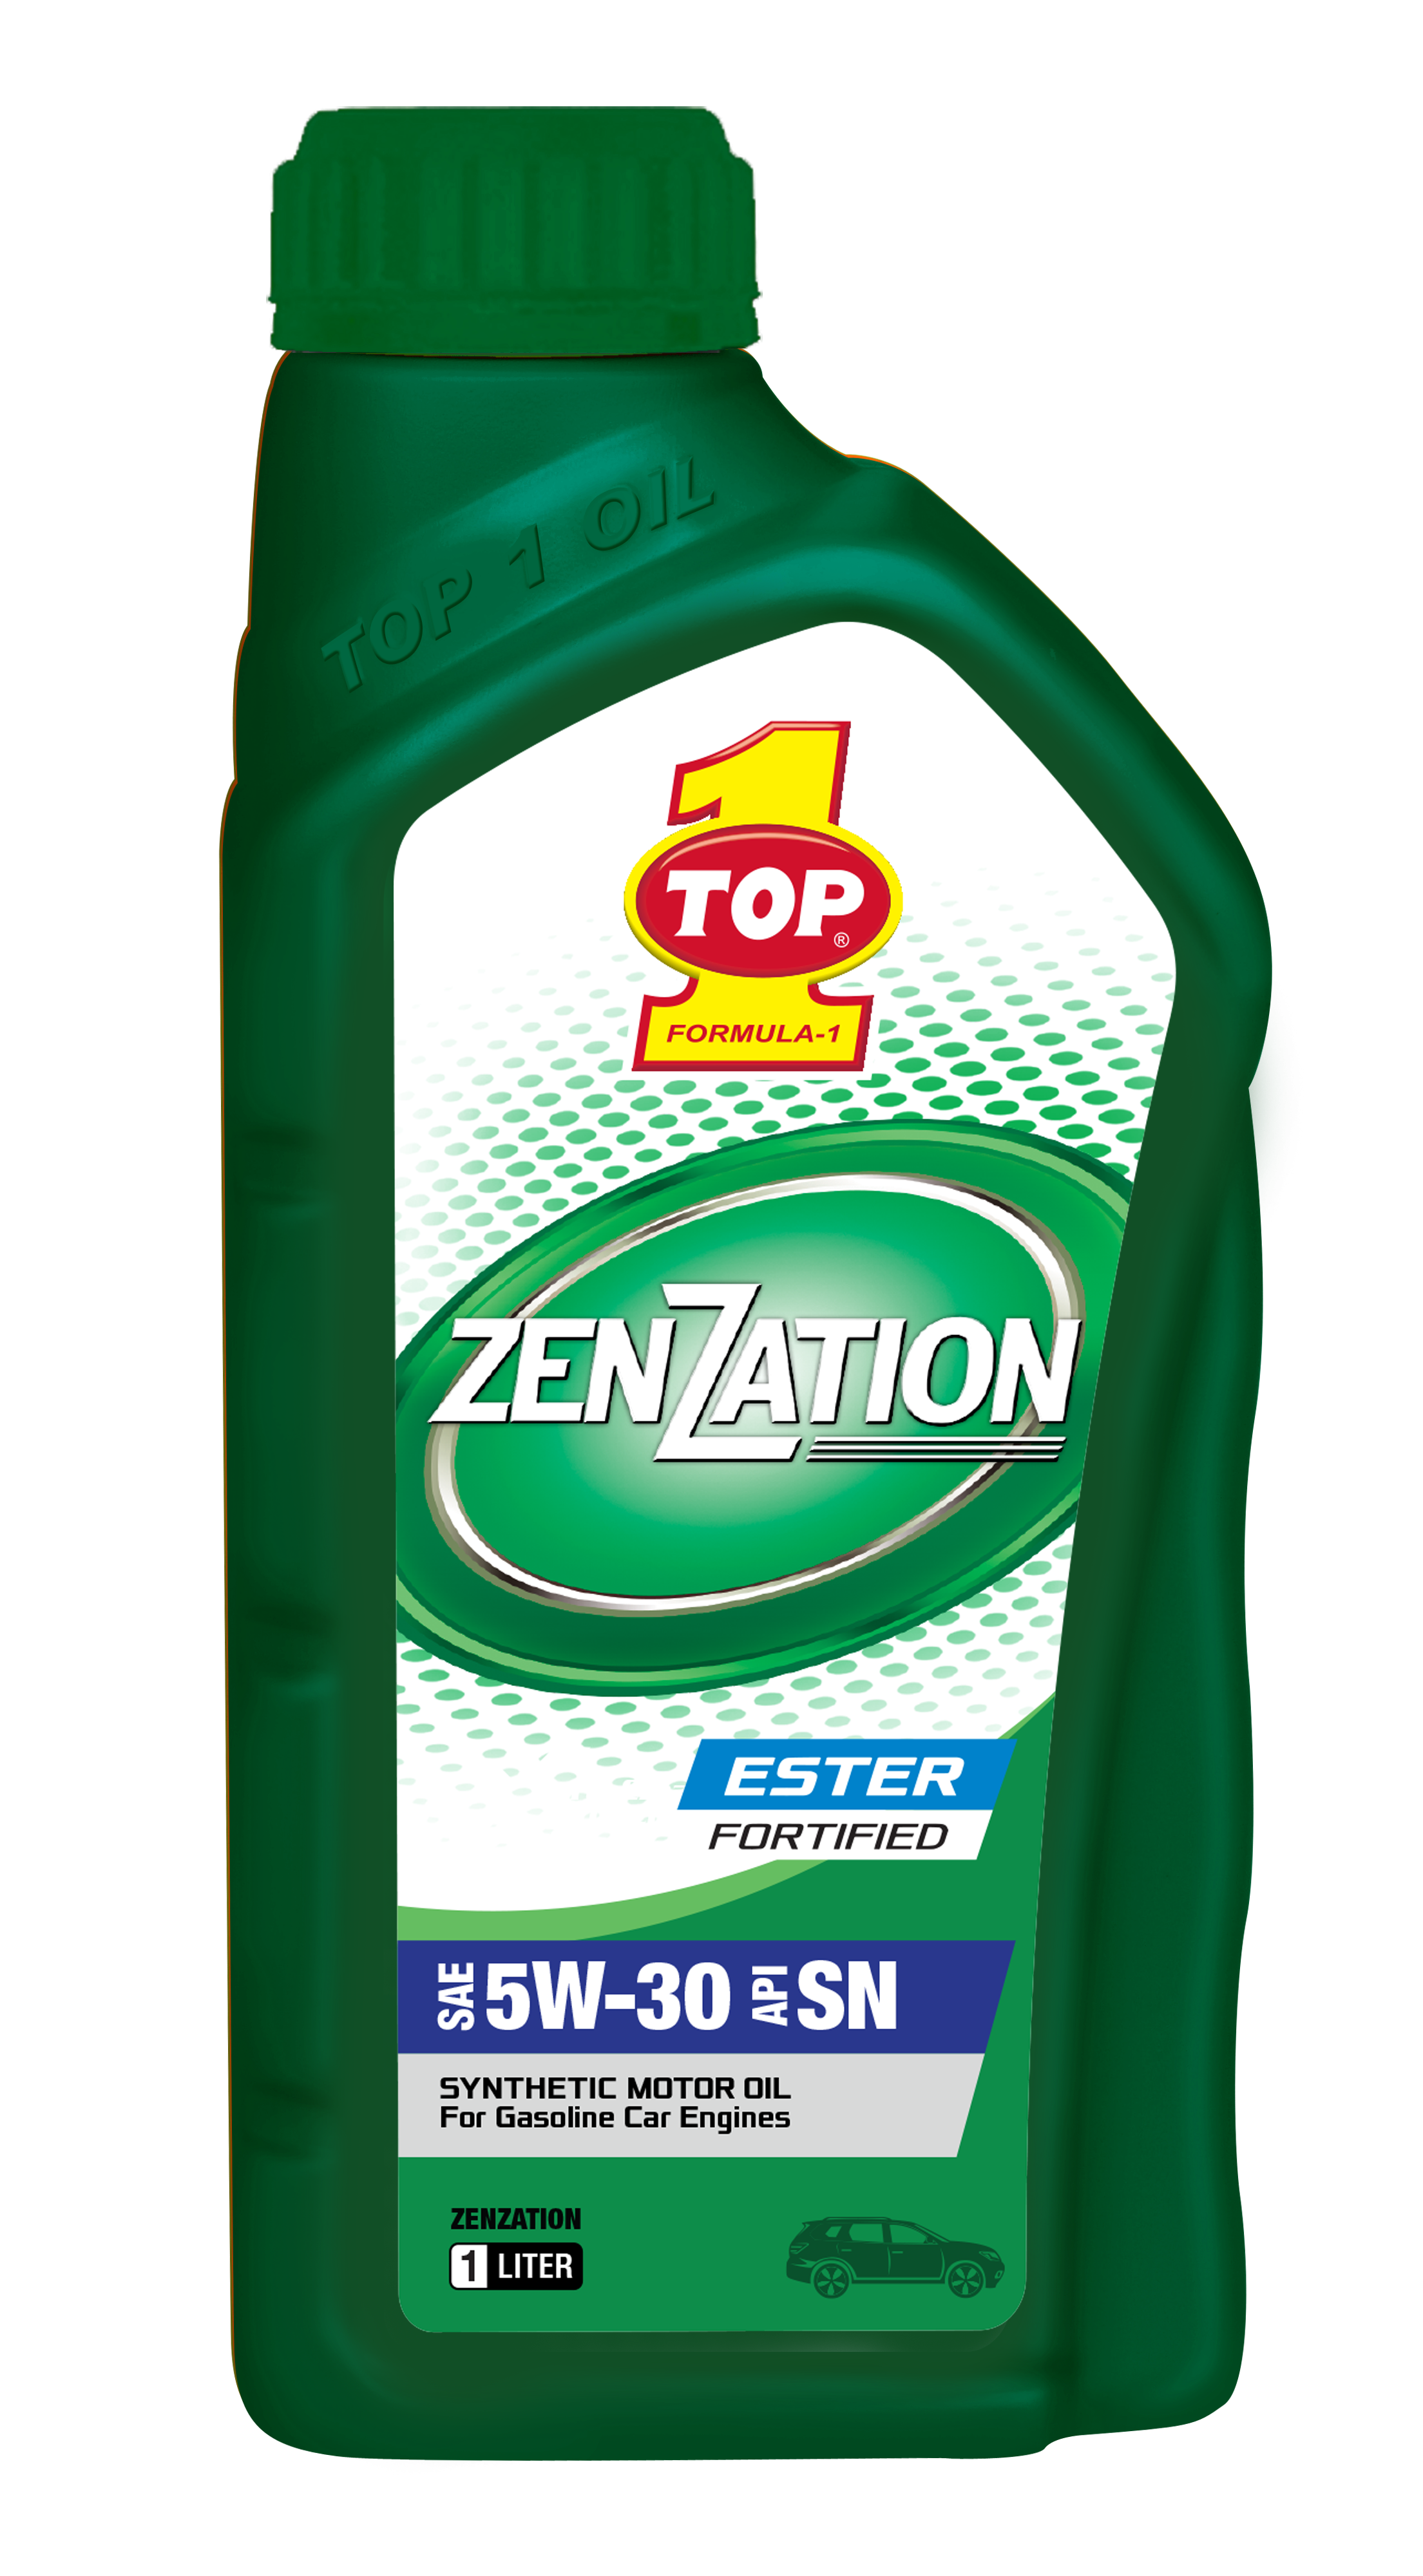 TOP 1 OIL
1
TOP®
FORMULA-1
ZENZATION
ESTER
FORTIFIED
SAE 5W-30 API SN
SYNTHETIC MOTOR OIL
For Gasoline Car Engines
ZENZATION
1 LITER